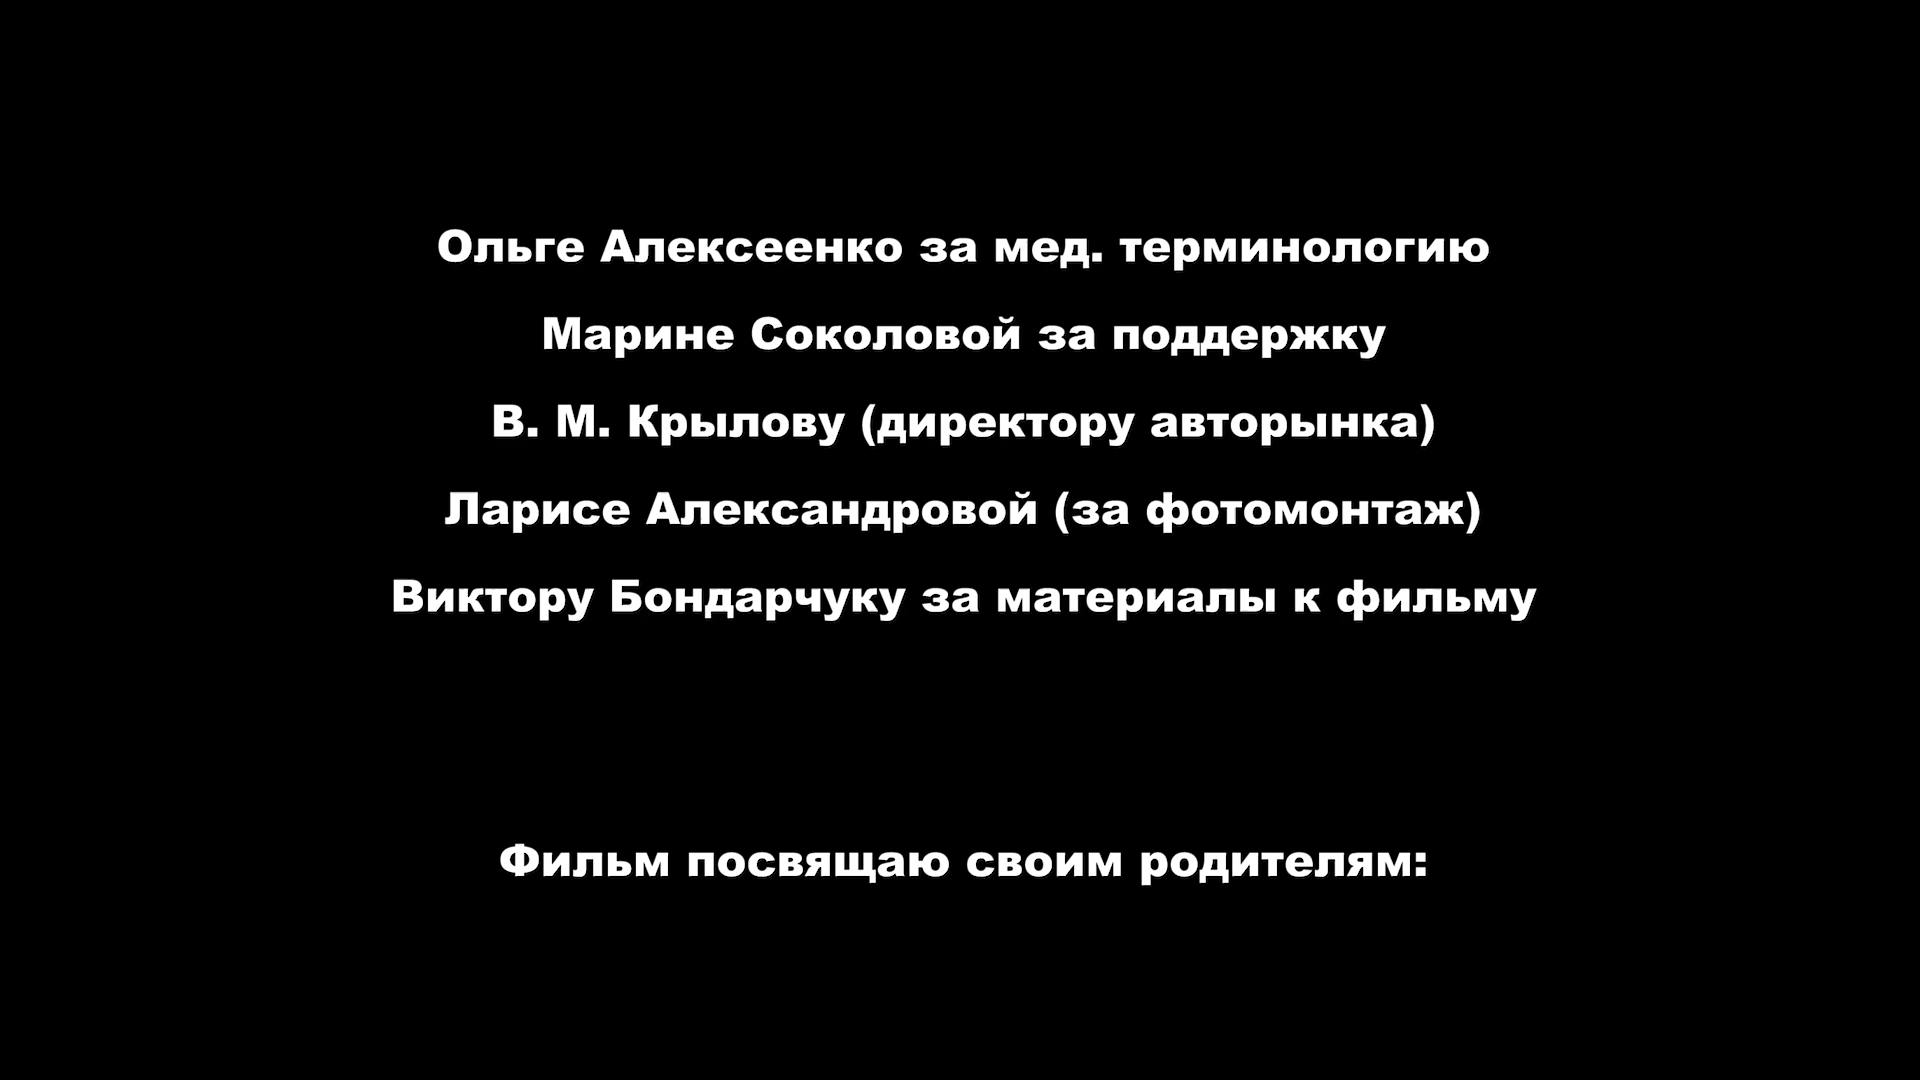 Ольге Алексеенко за мед. терминологию
Марине Соколовой за поддержку
В. М. Крылову (директору авторынка)
Ларисе Александровой (за фотомонтаж)
Виктору Бондарчуку за материалы к фильму
Фильм посвящаю своим родителям: